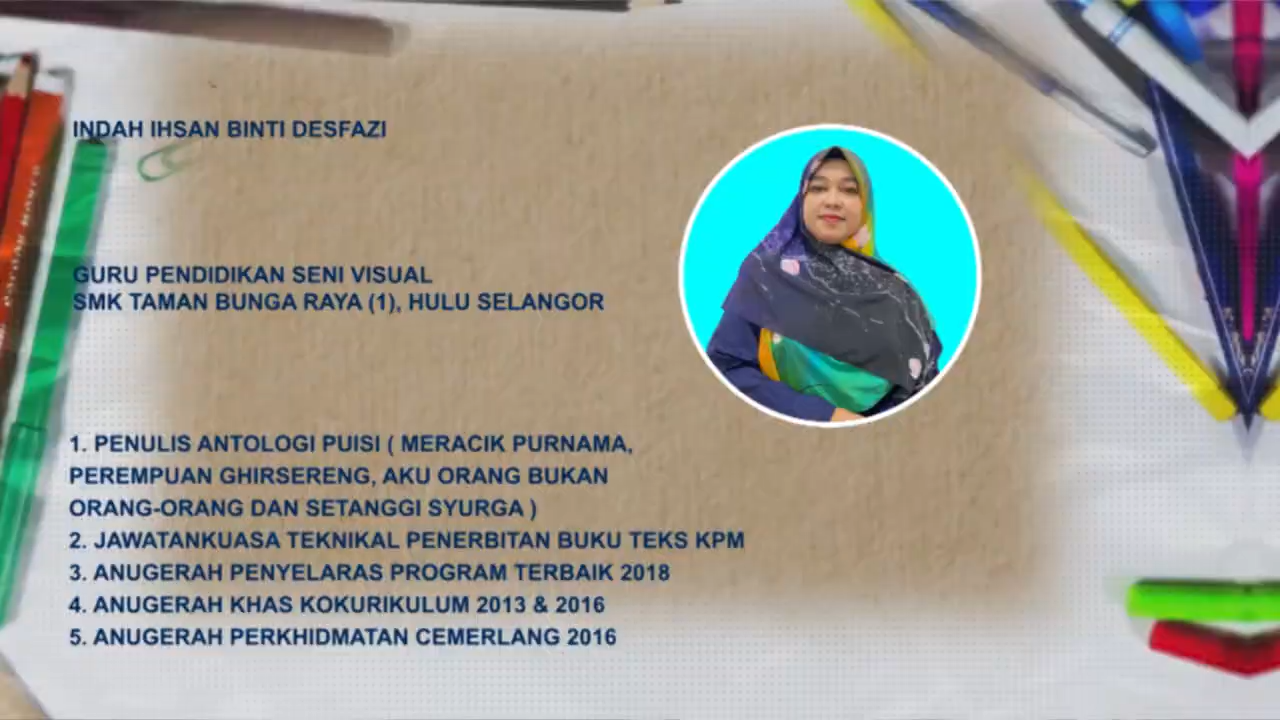 INDAH IHSAN BINTI DESFAZI
GURU PENDIDIKAN SENI VISUAL
SMK TAMAN BUNGA RAYA (1), HULU SELANGOR
1. PENULIS ANTOLOGI PUISI ( MERACIK PURNAMA,
PEREMPUAN GHIRSERENG, AKU ORANG BUKAN
ORANG-ORANG DAN SETANGGI SYURGA )
2. JAWATANKUASA TEKNIKAL PENERBITAN BUKU TEKS KPM
3. ANUGERAH PENYELARAS PROGRAM TERBAIK 2018
4. ANUGERAH KHAS KOKURIKULUM 2013 & 2016
5. ANUGERAH PERKHIDMATAN CEMERLANG 2016